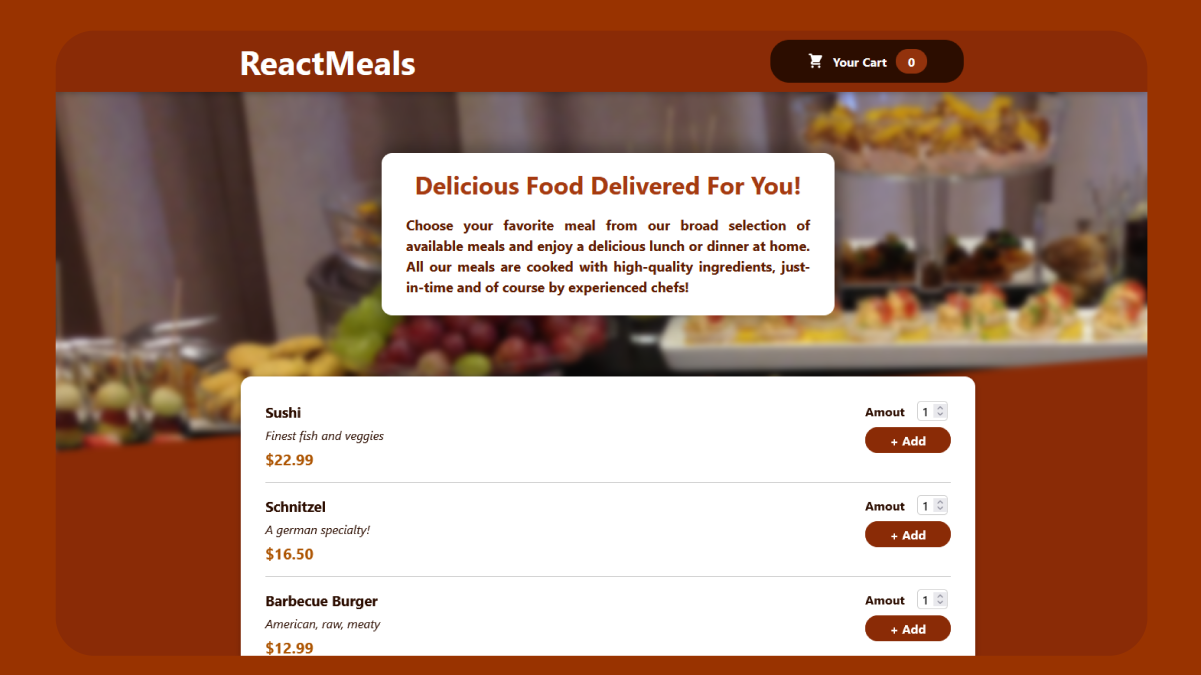 ReactMeals
Your Cart 0
Delicious Food Delivered For You!
Choose your favorite meal from our broad selection of
available meals and enjoy a delicious lunch or dinner at home.
All our meals are cooked with high-quality ingredients, just-
in-time and of course by experienced chefs!
Sushi
Finest fish and veggies
$22.99
Amout 1
+ Add
Schnitzel
A german specialty!
$16.50
Amout 1
+ Add
Barbecue Burger
American, raw, meaty
$12.99
Amout 1
+ Add